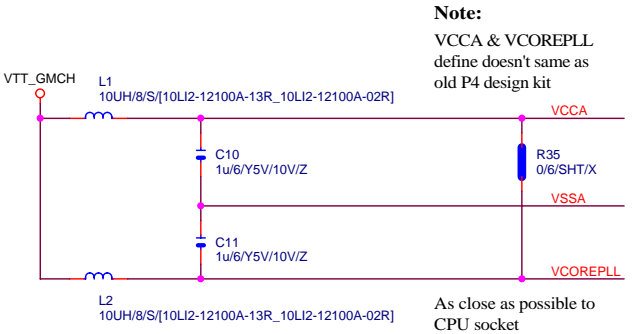 Note:
VCCA & VCOREPLL
define doesn't same as
old P4 design kit
VTT_GMCH
L1
10UH/8/S/[10LI2-12100A-13R_10LI2-12100A-02R]
VCCA
C10
1u/6/Y5V/10V/Z
R35
0/6/SHT/X
VSSA
C11
1u/6/Y5V/10V/Z
VCOREPLL
L2
10UH/8/S/[10LI2-12100A-13R_10LI2-12100A-02R]
As close as possible to
CPU socket